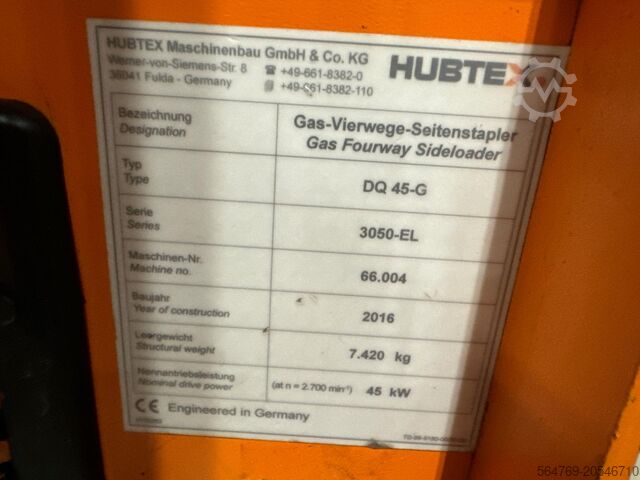 HUBTEX Maschinenbau GmbH & Co. KG
Werner-von-Siemens-Str. 8 ☎ +49-661-8382-0
36041 Fulda - Germany +49-661-8382-110
HUBTEX
Bezeichnung
Designation
Gas-Vierwege-Seitenstapler
Gas Fourway Sideloader
Typ
Type
DQ 45-G
Serie
Series
3050-EL
Maschinen-Nr.
Machine no.
66.004
Baujahr
Year of construction
2016
Leergewicht
Structural weight
7.420 kg
Nennantriebsleistung
Nominal drive power
(at n = 2.700 min⁻¹) 45 kW
CE Engineered in Germany
564769-20546710